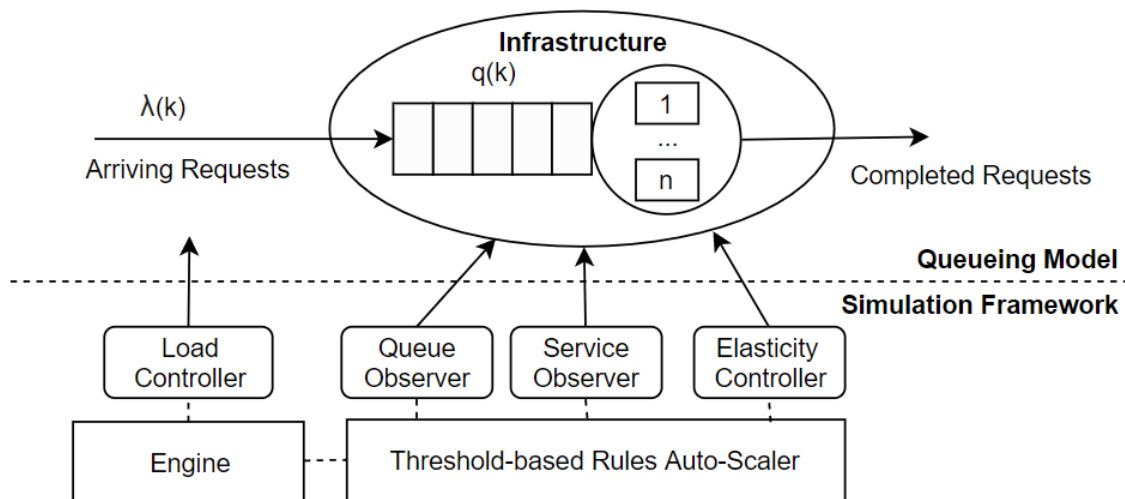 Infrastructure
q(k)
λ(k)
1
...
n
Arriving Requests
Completed Requests
Queueing Model
Simulation Framework
Load
Controller
Queue
Observer
Service
Observer
Elasticity
Controller
Engine
Threshold-based Rules Auto-Scaler